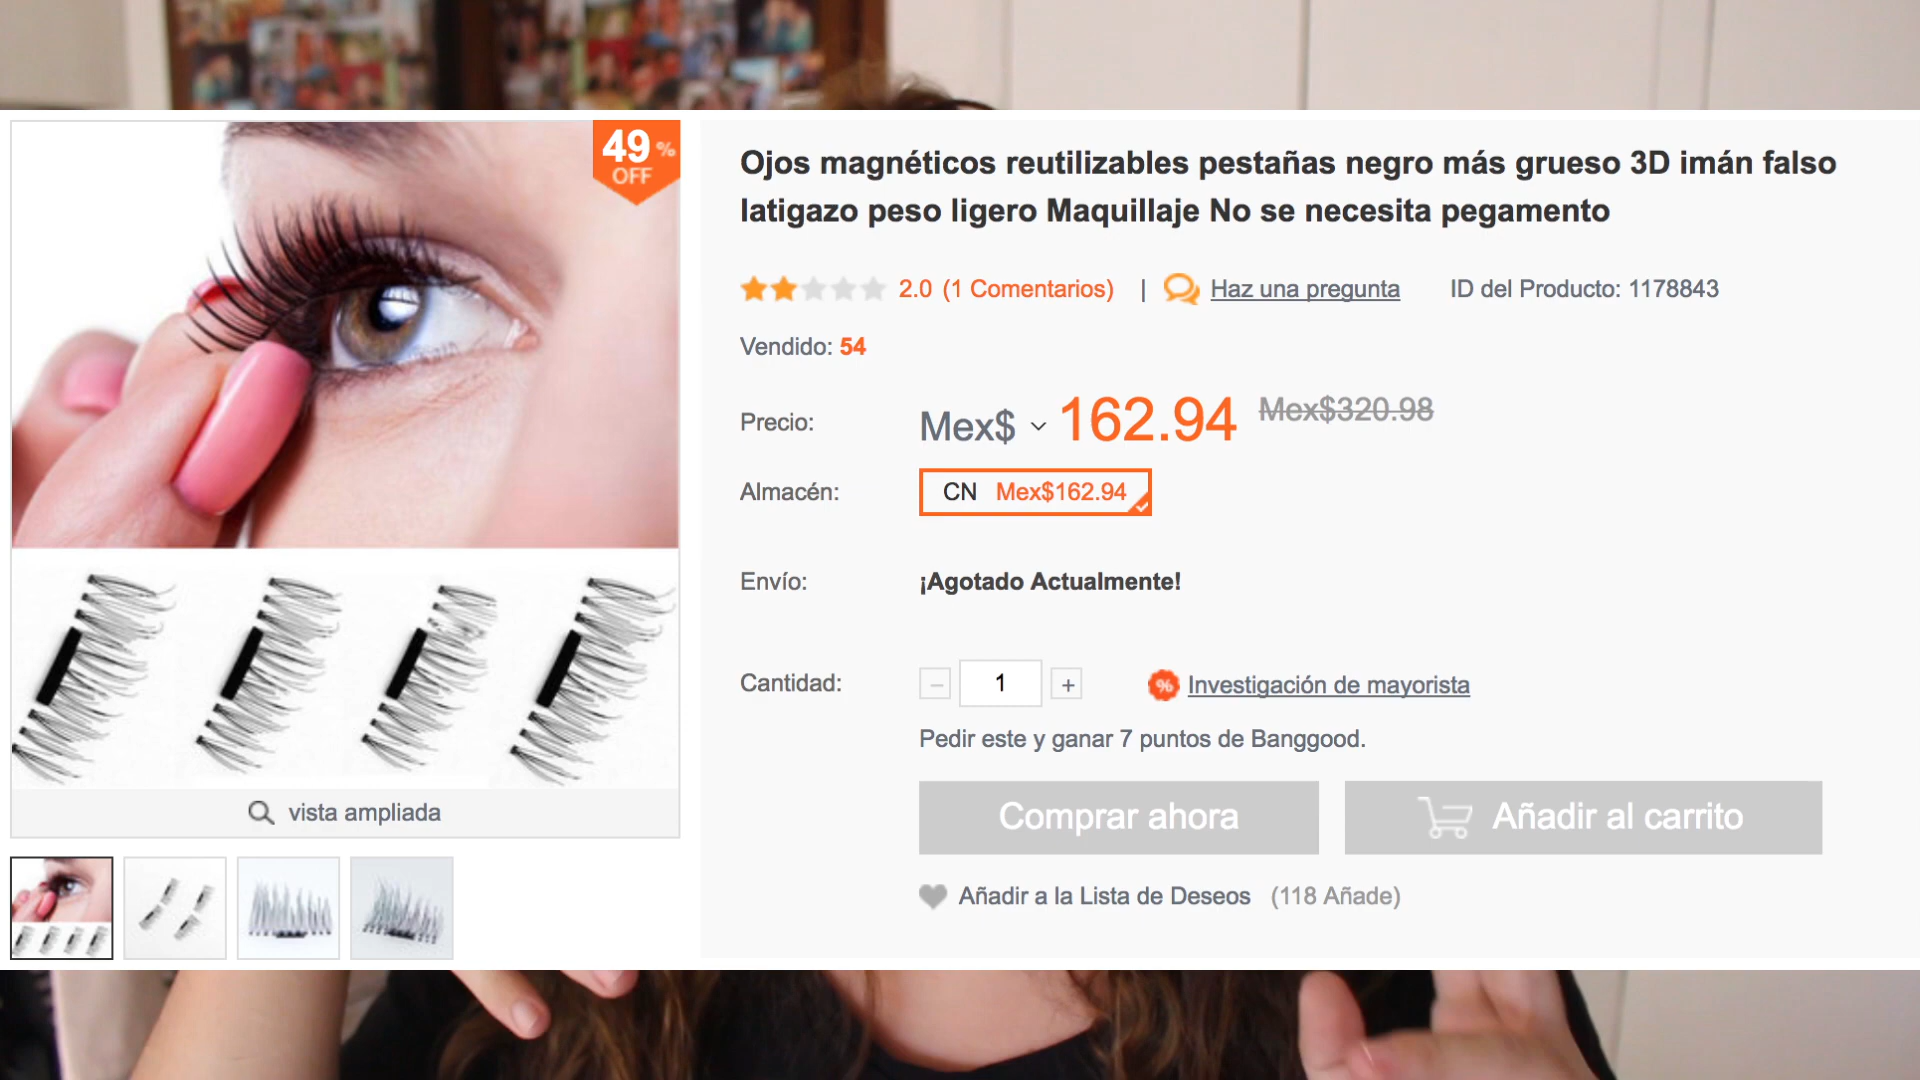 49 %
OFF
Ojos magnéticos reutilizables pestañas negro más grueso 3D imán falso
latigazo peso ligero Maquillaje No se necesita pegamento
2.0 (1 Comentarios) | Haz una pregunta ID del Producto: 1178843
Vendido: 54
Precio: Mex$ 162.94 Mex$320.98
Almacén: CN Mex$162.94
Envío: ¡Agotado Actualmente!
Cantidad: − 1 + % Investigación de mayorista
Pedir este y ganar 7 puntos de Banggood.
Comprar ahora Añadir al carrito
Añadir a la Lista de Deseos (118 Añade)
vista ampliada